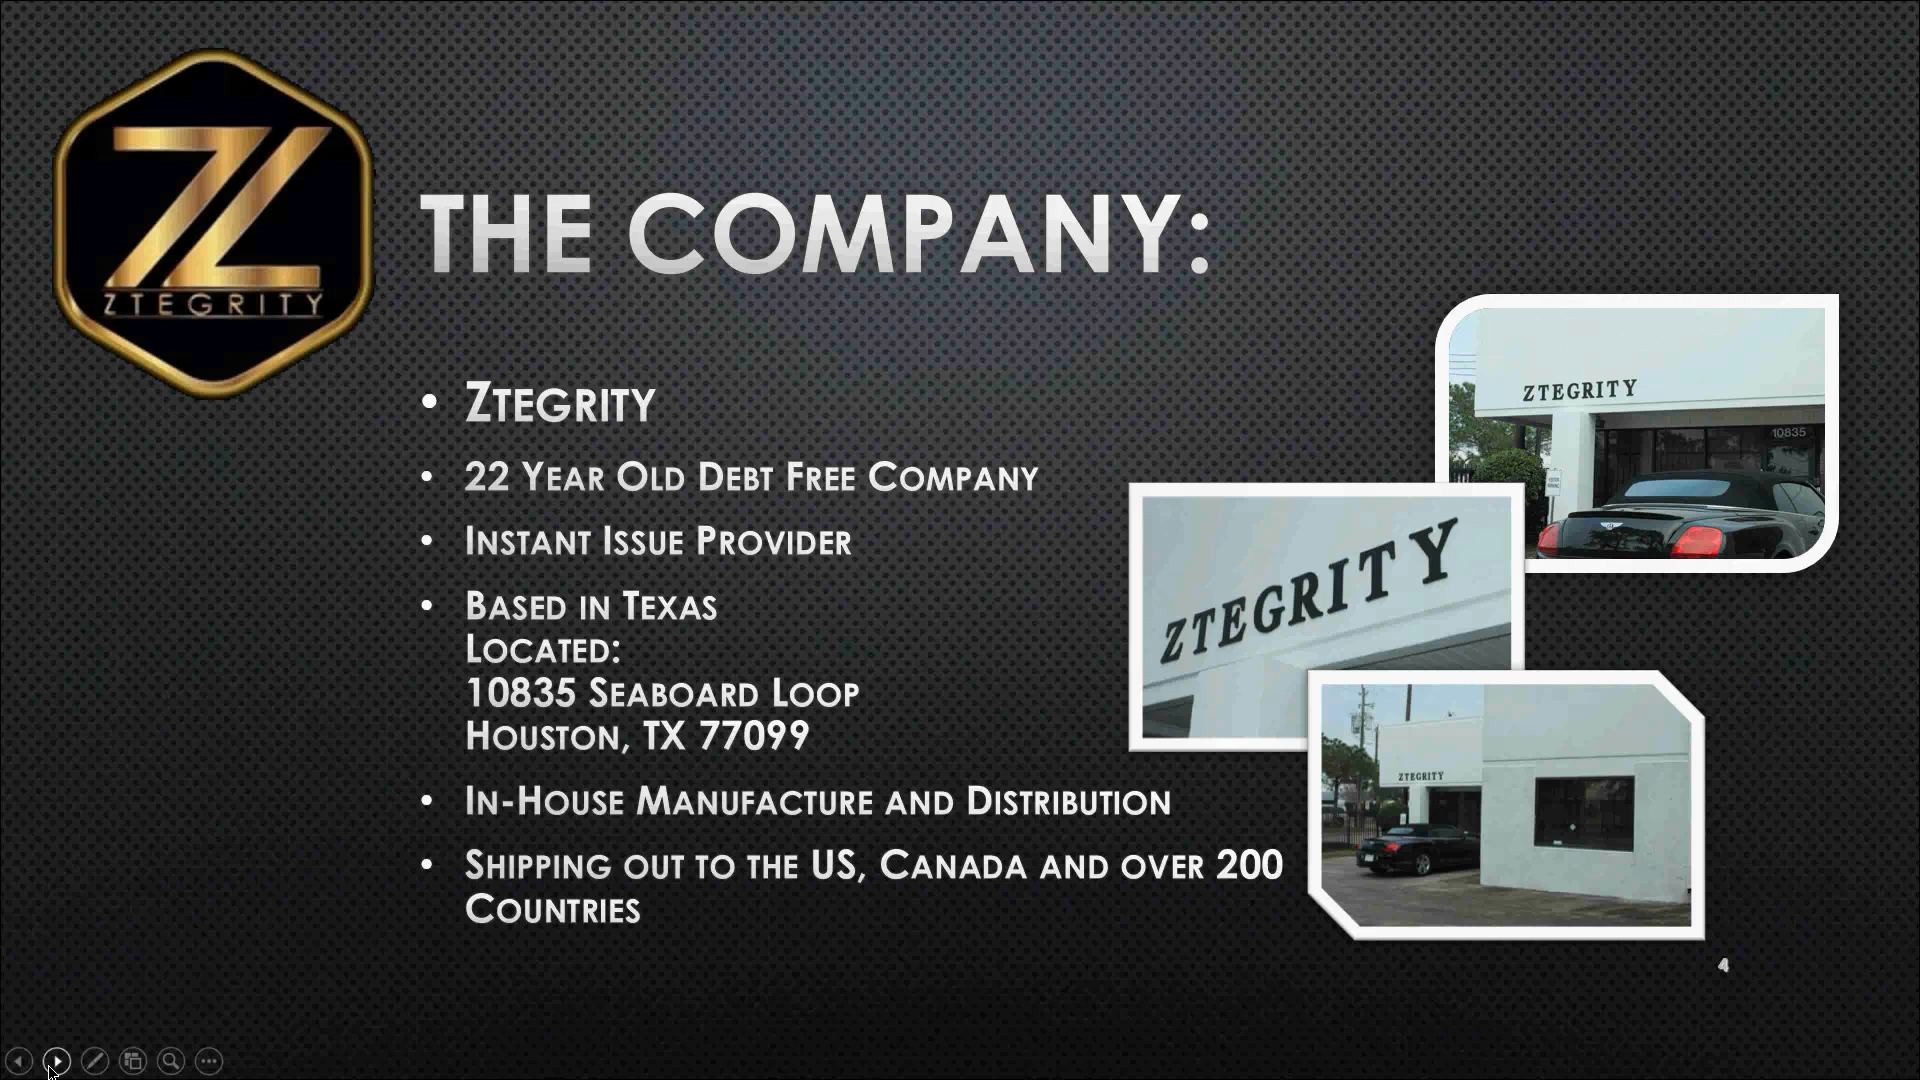 ZTEGRITY
THE COMPANY:
• ZTEGRITY
• 22 YEAR OLD DEBT FREE COMPANY
• INSTANT ISSUE PROVIDER
• BASED IN TEXAS
LOCATED:
10835 SEABOARD LOOP
HOUSTON, TX 77099
• IN-HOUSE MANUFACTURE AND DISTRIBUTION
• SHIPPING OUT TO THE US, CANADA AND OVER 200
COUNTRIES
ZTEGRITY
10835
ZTEGRITY
ZTEGRITY
4